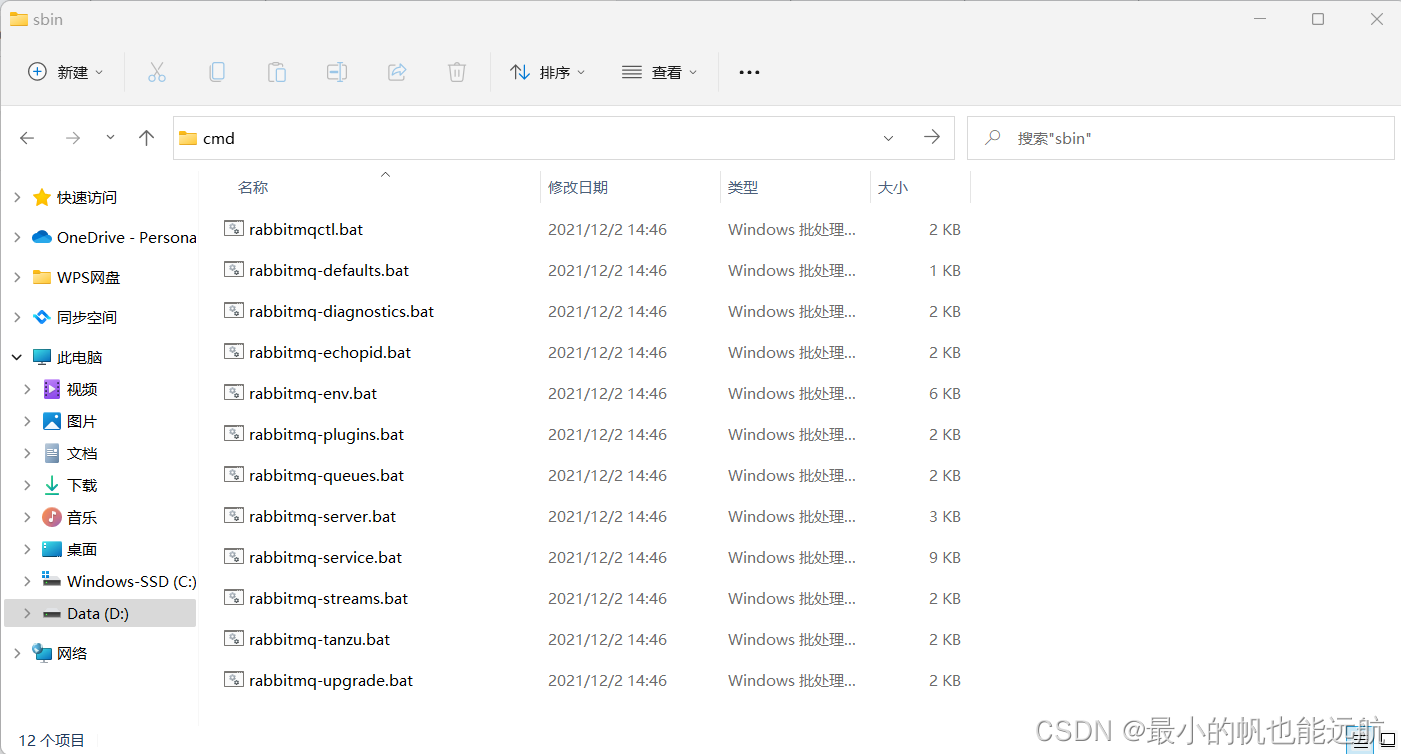 sbin
新建 排序 查看
cmd 搜索"sbin"
名称 修改日期 类型 大小
快速访问
OneDrive - Persona
WPS网盘
同步空间
此电脑
视频
图片
文档
下载
音乐
桌面
Windows-SSD (C:)
Data (D:)
网络
rabbitmqctl.bat 2021/12/2 14:46 Windows 批处理... 2 KB
rabbitmq-defaults.bat 2021/12/2 14:46 Windows 批处理... 1 KB
rabbitmq-diagnostics.bat 2021/12/2 14:46 Windows 批处理... 2 KB
rabbitmq-echopid.bat 2021/12/2 14:46 Windows 批处理... 2 KB
rabbitmq-env.bat 2021/12/2 14:46 Windows 批处理... 6 KB
rabbitmq-plugins.bat 2021/12/2 14:46 Windows 批处理... 2 KB
rabbitmq-queues.bat 2021/12/2 14:46 Windows 批处理... 2 KB
rabbitmq-server.bat 2021/12/2 14:46 Windows 批处理... 3 KB
rabbitmq-service.bat 2021/12/2 14:46 Windows 批处理... 9 KB
rabbitmq-streams.bat 2021/12/2 14:46 Windows 批处理... 2 KB
rabbitmq-tanzu.bat 2021/12/2 14:46 Windows 批处理... 2 KB
rabbitmq-upgrade.bat 2021/12/2 14:46 Windows 批处理... 2 KB
12 个项目
CSDN @最小的帆也能远航